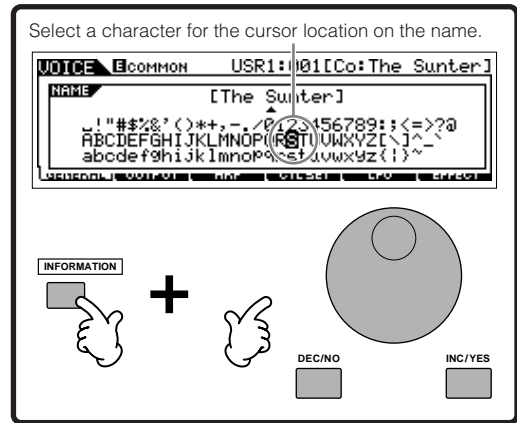 Select a character for the cursor location on the name.
VOICE E COMMON USR1:001[Co:The Sunter]
NAME
[The Sunter]
␣!"#$%&'()*+,-./0123456789:;<=>?@
ABCDEFGHIJKLMNOPQRSTUVWXYZ[\]^_`
abcdefghijklmnopqrstuvwxyz{|}~
GENERAL OUTPUT ARP CTLSET LFO EFFECT
INFORMATION
DEC/NO INC/YES